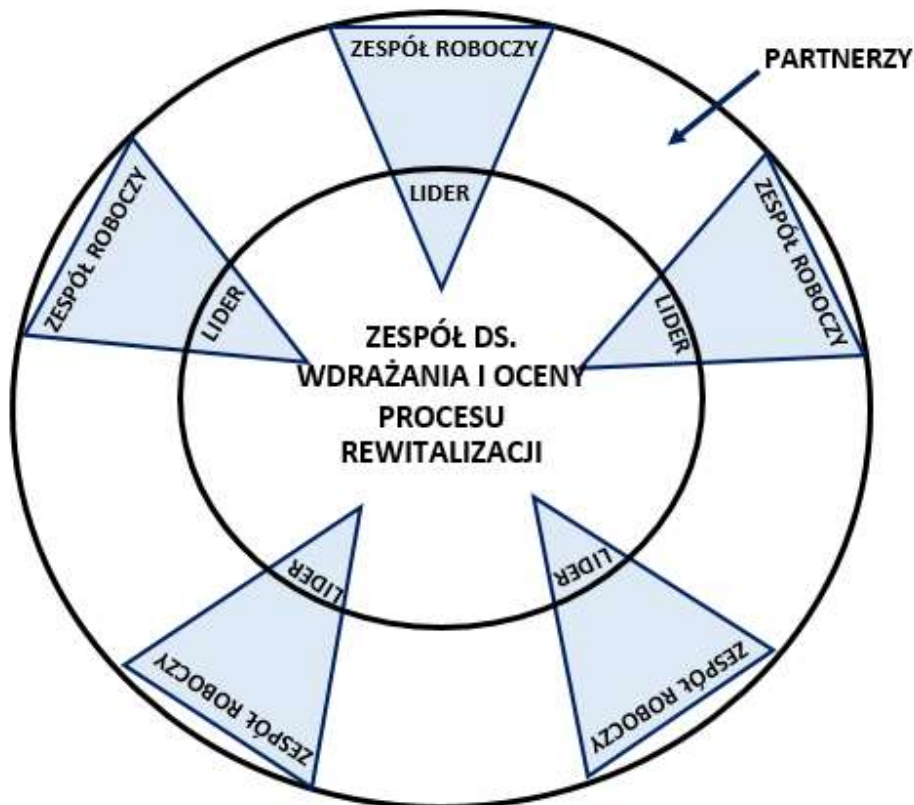 ZESPÓŁ ROBOCZY
PARTNERZY
LIDER
ZESPÓŁ ROBOCZY
LIDER
ZESPÓŁ ROBOCZY
LIDER
ZESPÓŁ DS.
WDRAŻANIA I OCENY
PROCESU
REWITALIZACJI
LIDER
ZESPÓŁ ROBOCZY
LIDER
ZESPÓŁ ROBOCZY